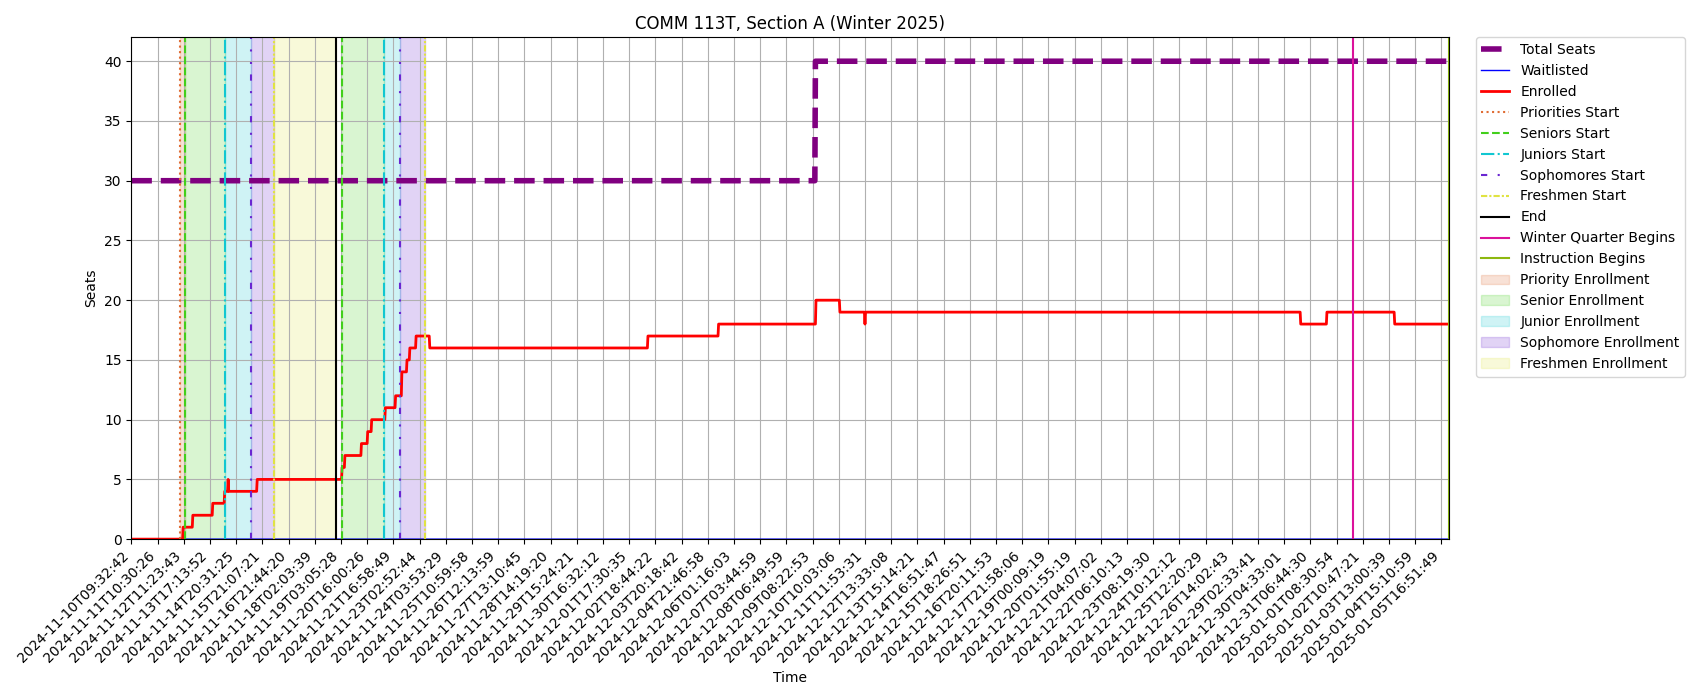 COMM 113T, Section A (Winter 2025)
Seats
40
35
30
25
20
15
10
5
0
2024-11-10T09:32:42
2024-11-11T10:30:26
2024-11-12T11:23:43
2024-11-13T17:13:52
2024-11-14T20:31:25
2024-11-15T21:07:21
2024-11-16T21:44:20
2024-11-18T02:03:39
2024-11-19T03:05:28
2024-11-20T16:00:26
2024-11-21T16:58:49
2024-11-23T23:52:44
2024-11-25T03:53:29
2024-11-25T10:59:58
2024-11-26T12:13:59
2024-11-27T13:10:45
2024-11-28T14:19:20
2024-11-29T15:24:21
2024-11-30T16:32:12
2024-12-01T17:30:35
2024-12-02T18:44:22
2024-12-03T20:18:42
2024-12-04T21:46:58
2024-12-06T01:16:03
2024-12-07T03:44:59
2024-12-08T06:49:59
2024-12-09T08:22:53
2024-12-10T10:03:06
2024-12-11T11:53:31
2024-12-12T13:33:08
2024-12-13T15:14:21
2024-12-14T16:51:47
2024-12-15T18:26:51
2024-12-16T20:11:53
2024-12-17T21:58:06
2024-12-19T00:09:19
2024-12-20T01:55:19
2024-12-21T04:07:02
2024-12-22T06:10:13
2024-12-23T08:19:30
2024-12-24T10:12:12
2024-12-25T12:20:29
2024-12-26T14:02:43
2024-12-29T02:33:41
2024-12-30T04:33:01
2024-12-31T06:44:30
2025-01-01T08:30:54
2025-01-02T10:47:21
2025-01-03T13:00:39
2025-01-04T15:10:59
2025-01-05T16:51:49
Time
Total Seats
Waitlisted
Enrolled
Priorities Start
Seniors Start
Juniors Start
Sophomores Start
Freshmen Start
End
Winter Quarter Begins
Instruction Begins
Priority Enrollment
Senior Enrollment
Junior Enrollment
Sophomore Enrollment
Freshmen Enrollment